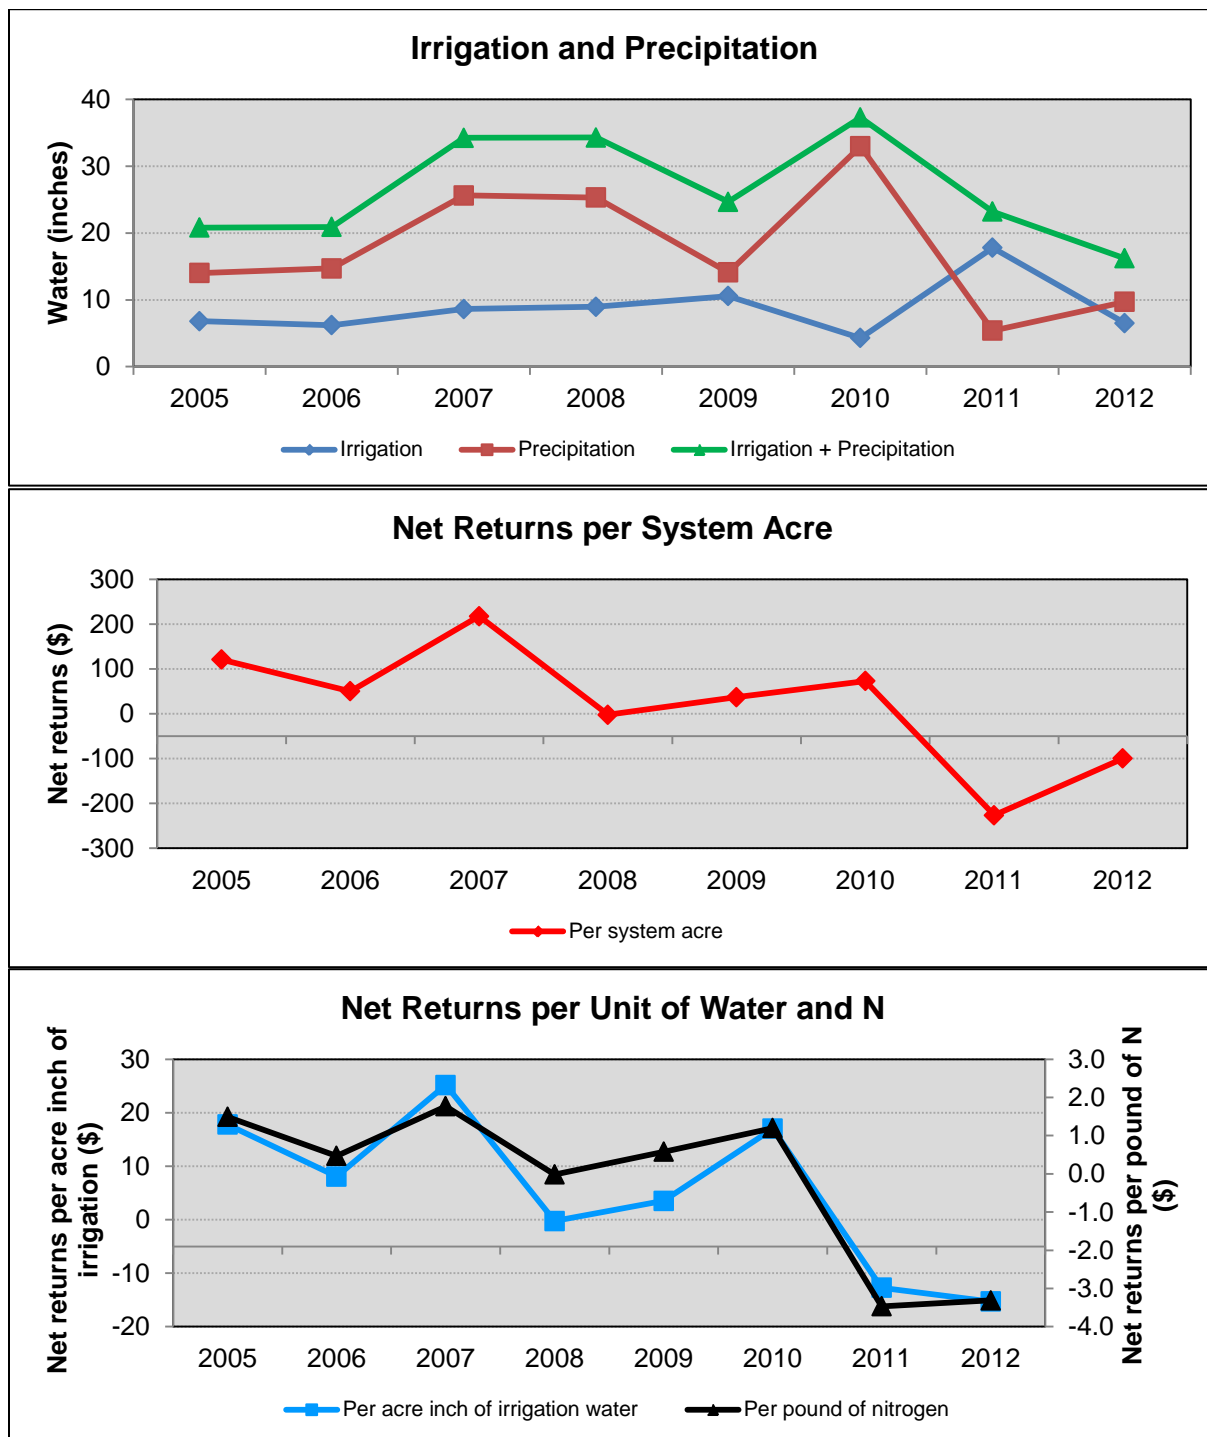 Irrigation and Precipitation
Water (inches)
40
30
20
10
0
2005 2006 2007 2008 2009 2010 2011 2012
Irrigation Precipitation Irrigation + Precipitation
Net Returns per System Acre
Net returns ($)
300
200
100
0
-100
-200
-300
2005 2006 2007 2008 2009 2010 2011 2012
Per system acre
Net Returns per Unit of Water and N
Net returns per acre inch of
irrigation ($)
30
20
10
0
-10
-20
3.0
2.0
1.0
0.0
-1.0
-2.0
-3.0
-4.0
Net returns per pound of N
($)
2005 2006 2007 2008 2009 2010 2011 2012
Per acre inch of irrigation water Per pound of nitrogen